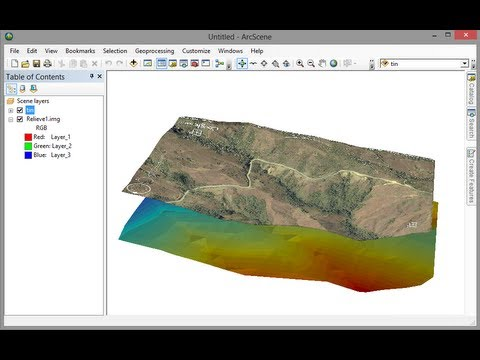 Untitled - ArcScene
File Edit View Bookmarks Selection Geoprocessing Customize Windows Help
tin
Table of Contents
Scene layers
tin
Relieve1.img
RGB
Red: Layer_1
Green: Layer_2
Blue: Layer_3
Catalog
Search
Create Features